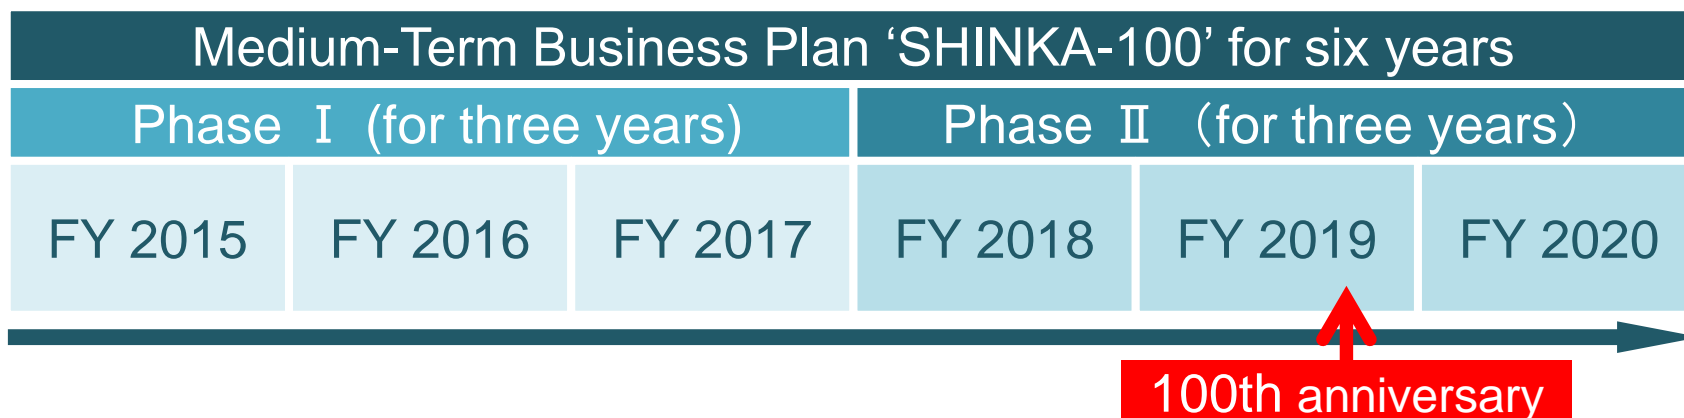 Medium-Term Business Plan ‘SHINKA-100’ for six years
Phase Ⅰ (for three years)
Phase Ⅱ（for three years）
FY 2015
FY 2016
FY 2017
FY 2018
FY 2019
FY 2020
100th anniversary